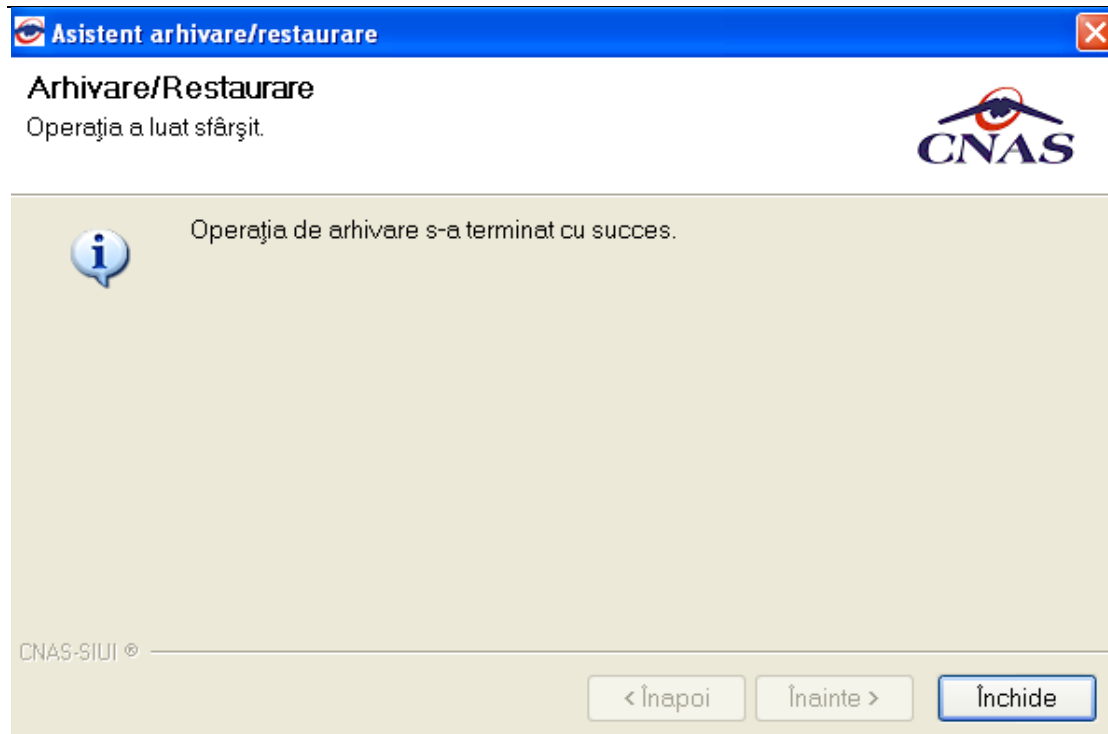 Asistent arhivare/restaurare
Arhivare/Restaurare
Operaţia a luat sfârşit.
CNAS
Operaţia de arhivare s-a terminat cu succes.
CNAS-SIUI ®
< Înapoi
Înainte >
Închide